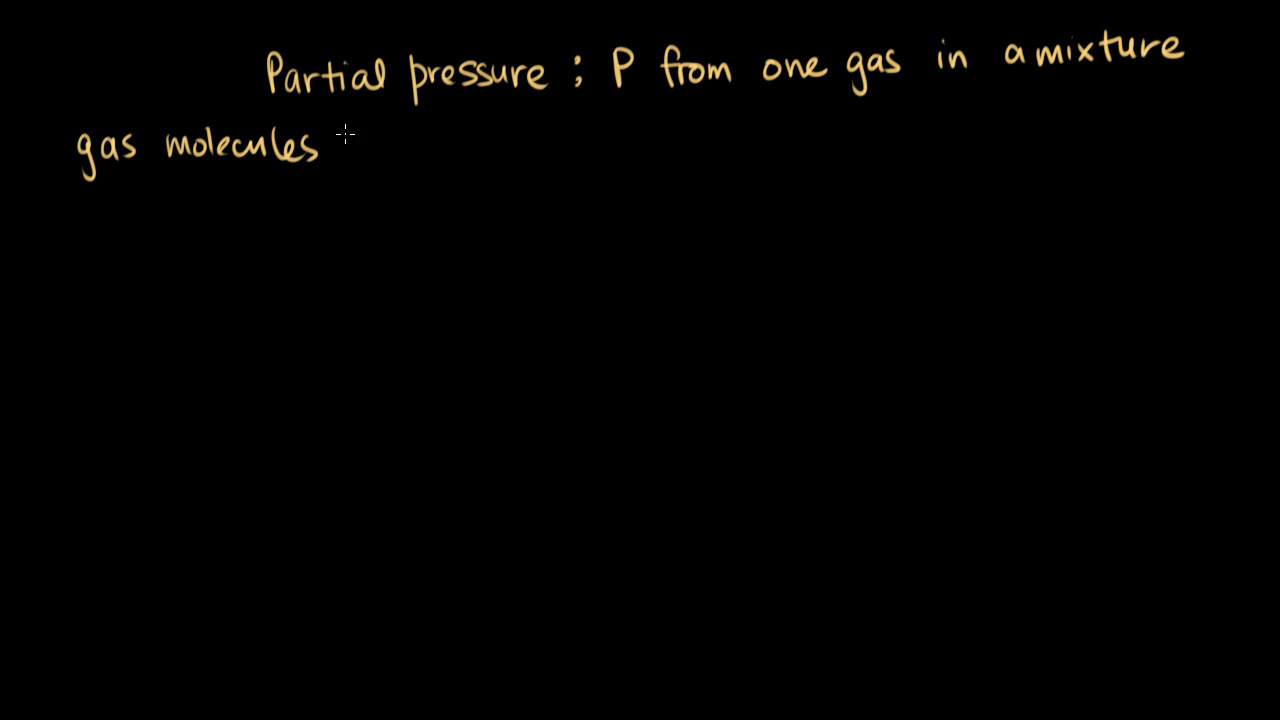 Partial pressure : P from one gas in a mixture
gas molecules